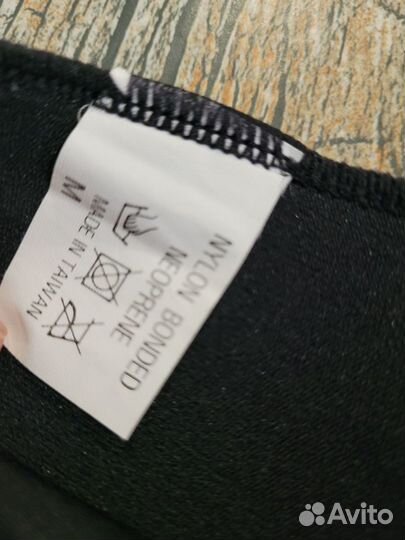 NYLON BONDED
NEOPRENE
MADE IN TAIWAN
M
Avito